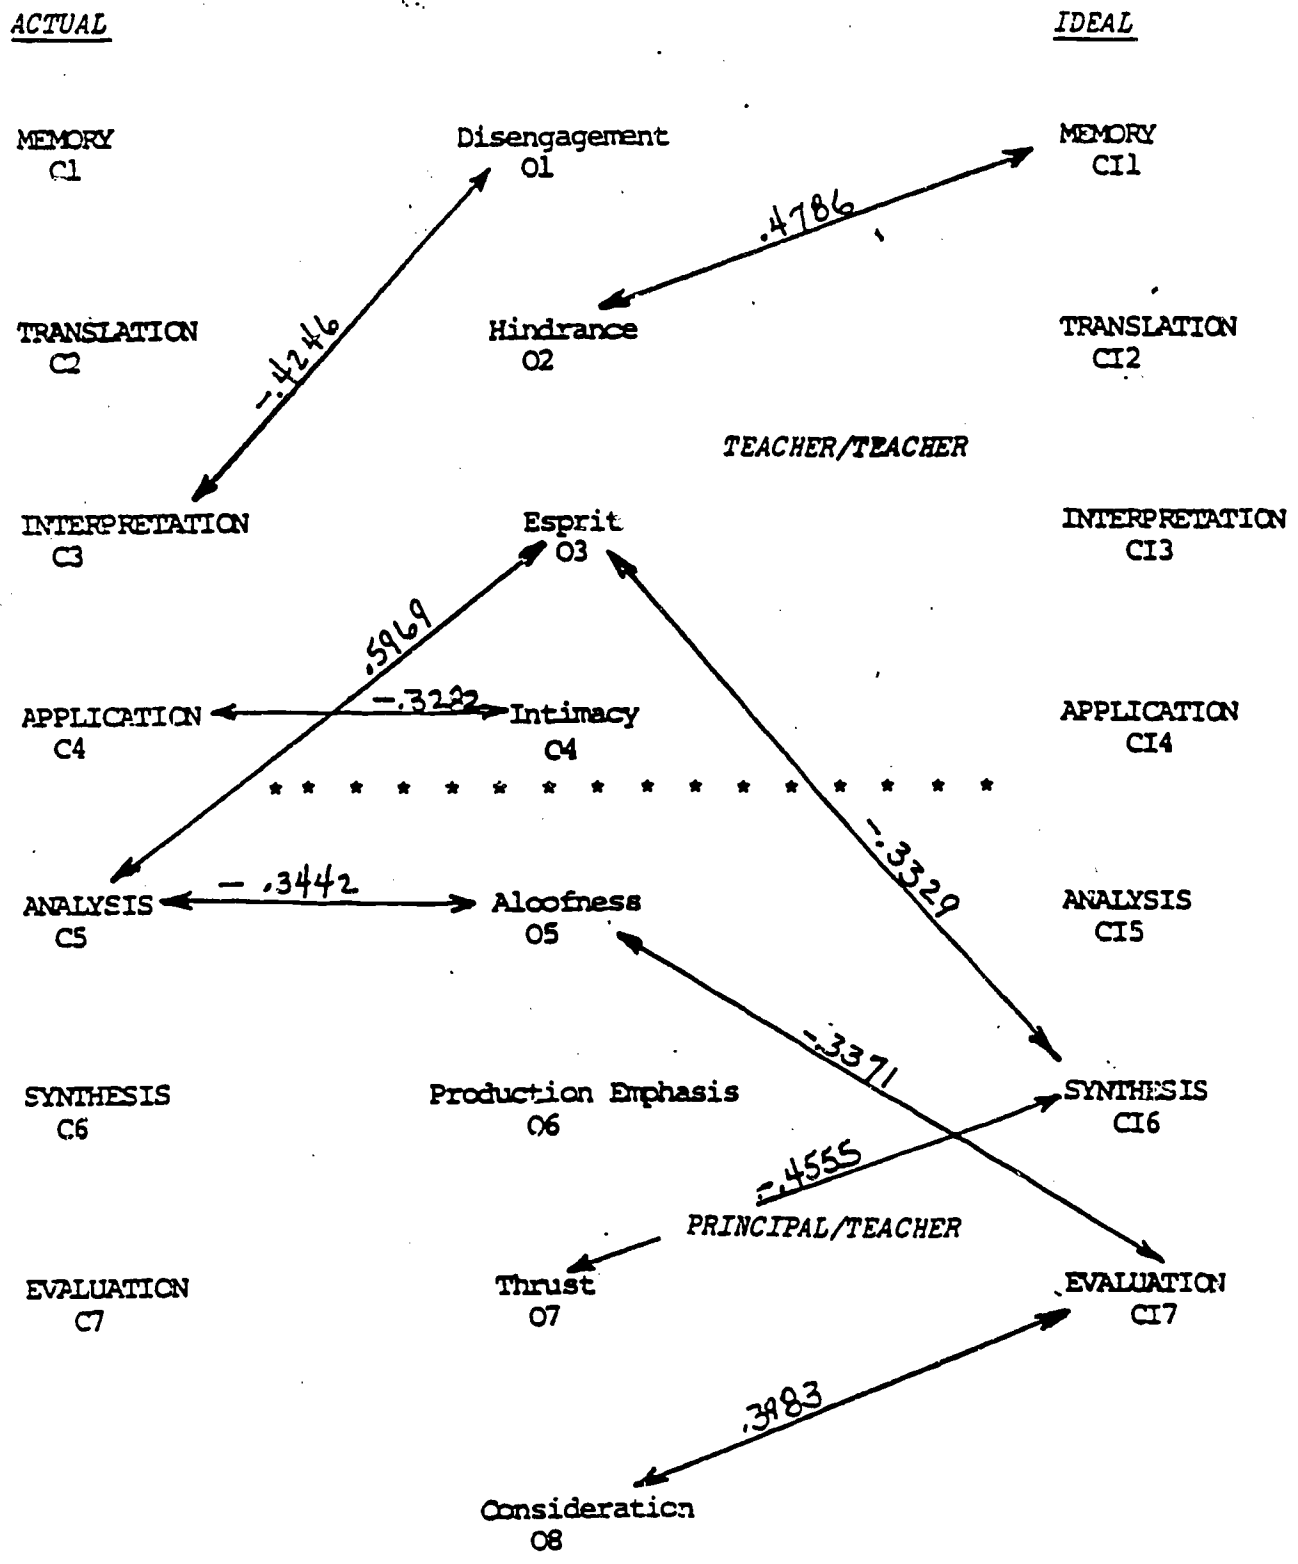 ACTUAL IDEAL
MEMORY Disengagement MEMORY
C1 O1 CI1
.4786
TRANSLATION Hindrance TRANSLATION
C2 O2 CI2
-.4246
TEACHER/TEACHER
INTERPRETATION Esprit INTERPRETATION
C3 O3 CI3
.5969
-.3282
APPLICATION Intimacy APPLICATION
C4 O4 CI4
* * * * * * * * * * * * * * * *
-.3329
-.3442
ANALYSIS Aloofness ANALYSIS
C5 O5 CI5
-.3371
SYNTHESIS Production Emphasis SYNTHESIS
C6 O6 CI6
-.4555
PRINCIPAL/TEACHER
EVALUATION Thrust EVALUATION
C7 O7 CI7
.3983
Consideration
O8